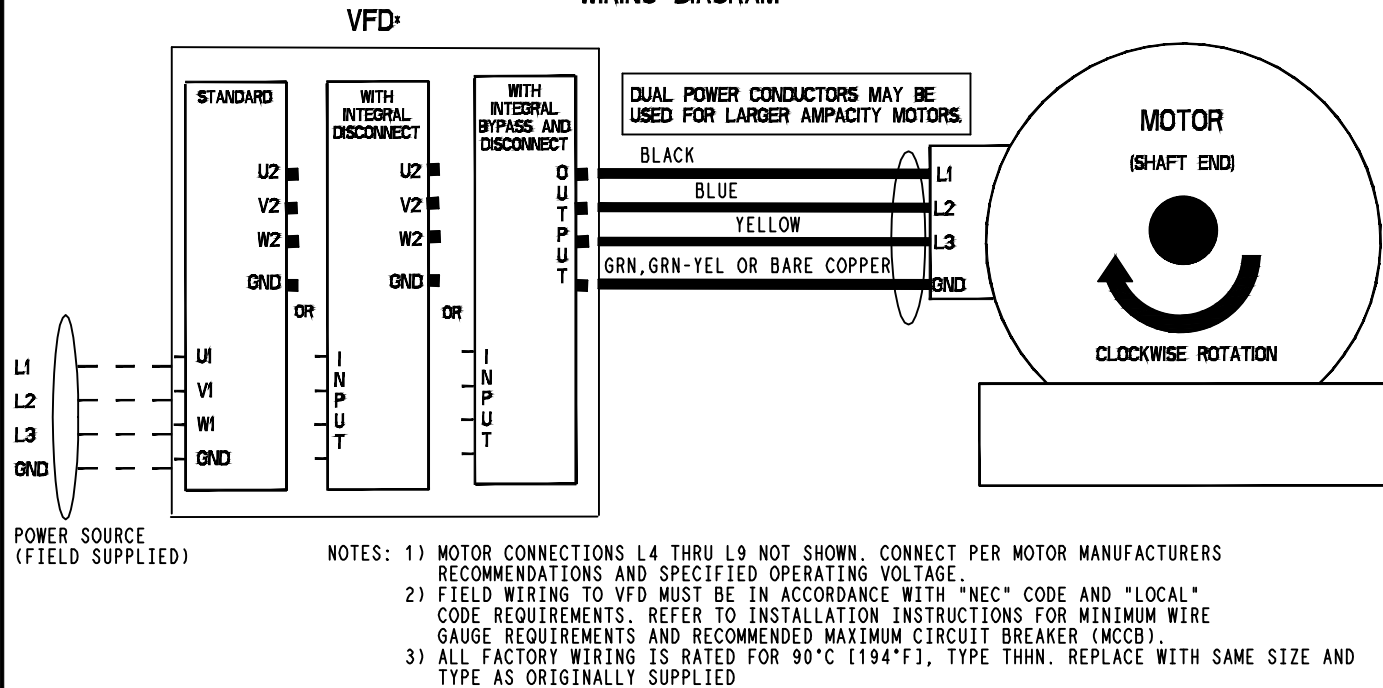 WIRING DIAGRAM
VFD*
STANDARD
U2
V2
W2
GND
OR
U1
V1
W1
GND
WITH
INTEGRAL
DISCONNECT
U2
V2
W2
GND
OR
INPUT
WITH
INTEGRAL
BYPASS AND
DISCONNECT
OUTPUT
INPUT
DUAL POWER CONDUCTORS MAY BE
USED FOR LARGER AMPACITY MOTORS.
BLACK
BLUE
YELLOW
GRN,GRN-YEL OR BARE COPPER
L1
L2
L3
GND
MOTOR
(SHAFT END)
CLOCKWISE ROTATION
L1
L2
L3
GND
POWER SOURCE
(FIELD SUPPLIED)
NOTES: 1) MOTOR CONNECTIONS L4 THRU L9 NOT SHOWN. CONNECT PER MOTOR MANUFACTURERS
RECOMMENDATIONS AND SPECIFIED OPERATING VOLTAGE.
2) FIELD WIRING TO VFD MUST BE IN ACCORDANCE WITH "NEC" CODE AND "LOCAL"
CODE REQUIREMENTS. REFER TO INSTALLATION INSTRUCTIONS FOR MINIMUM WIRE
GAUGE REQUIREMENTS AND RECOMMENDED MAXIMUM CIRCUIT BREAKER (MCCB).
3) ALL FACTORY WIRING IS RATED FOR 90°C [194°F], TYPE THHN. REPLACE WITH SAME SIZE AND
TYPE AS ORIGINALLY SUPPLIED